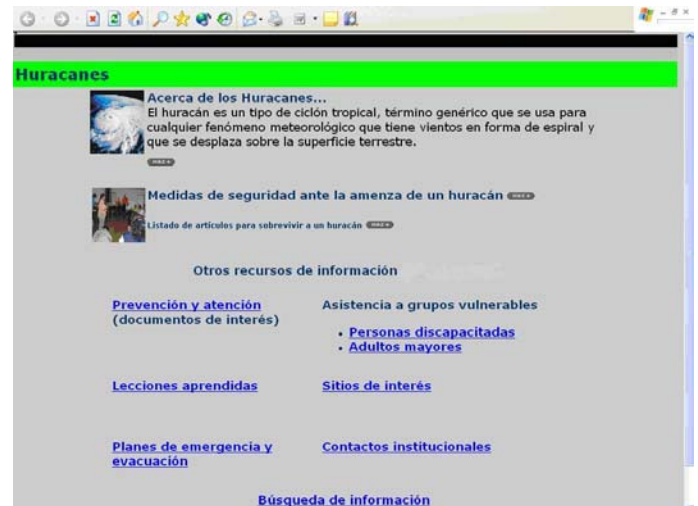 Huracanes
Acerca de los Huracanes...
El huracán es un tipo de ciclón tropical, término genérico que se usa para
cualquier fenómeno meteorológico que tiene vientos en forma de espiral y
que se desplaza sobre la superficie terrestre.
Medidas de seguridad ante la amenza de un huracán
Listado de artículos para sobrevivir a un huracán
Otros recursos de información
Prevención y atención
(documentos de interés)
Asistencia a grupos vulnerables
• Personas discapacitadas
• Adultos mayores
Lecciones aprendidas
Sitios de interés
Planes de emergencia y
evacuación
Contactos institucionales
Búsqueda de información